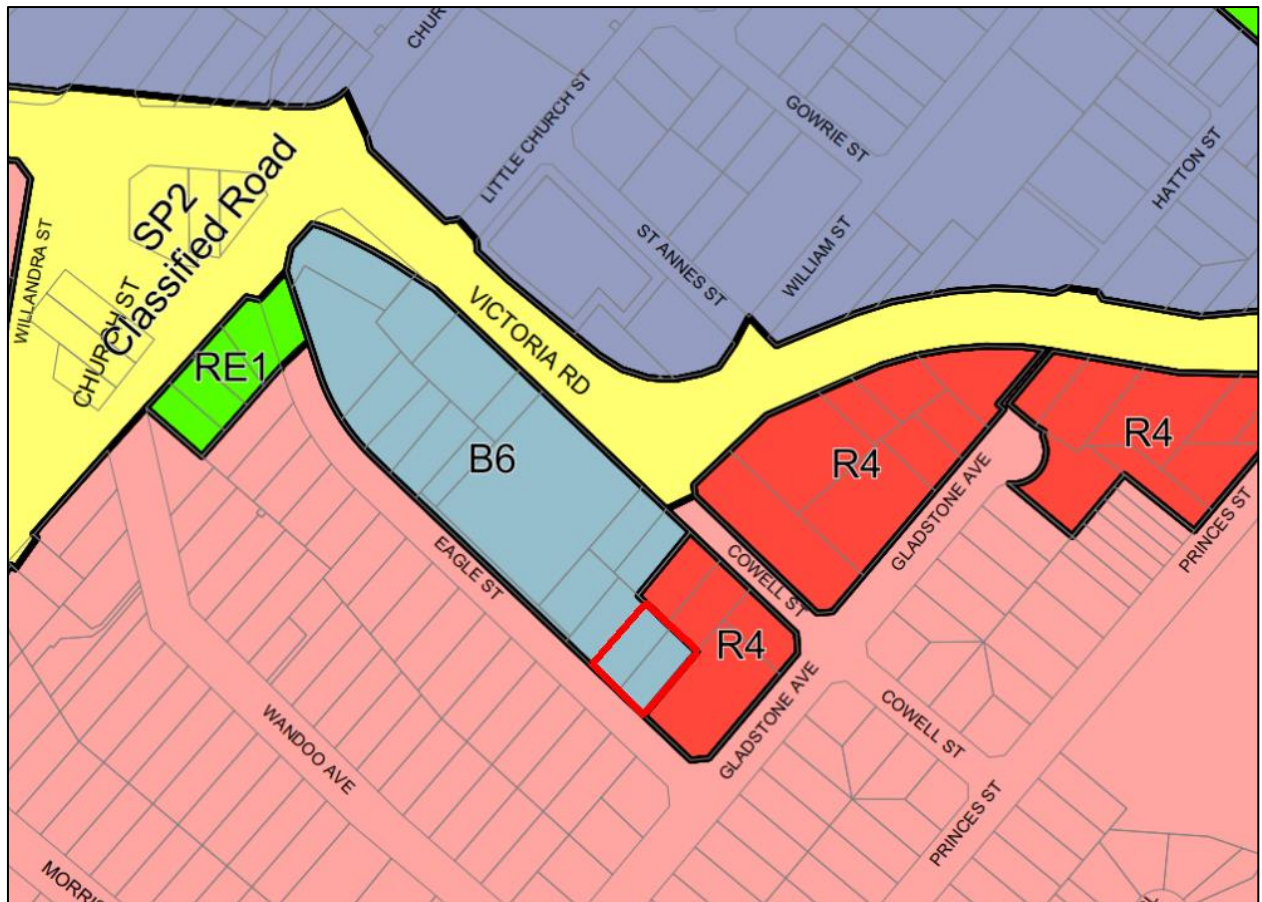 CHUR
LITTLE CHURCH ST
GOWRIE ST
HATTON ST
SP2
Classified Road
WILLANDRA ST
CHURCH ST
ST ANNES ST
WILLIAM ST
VICTORIA RD
RE1
B6
R4
R4
GLADSTONE AVE
PRINCES ST
EAGLE ST
COWELL ST
R4
GLADSTONE AVE
COWELL ST
WANDOO AVE
PRINCES ST
MORRIS